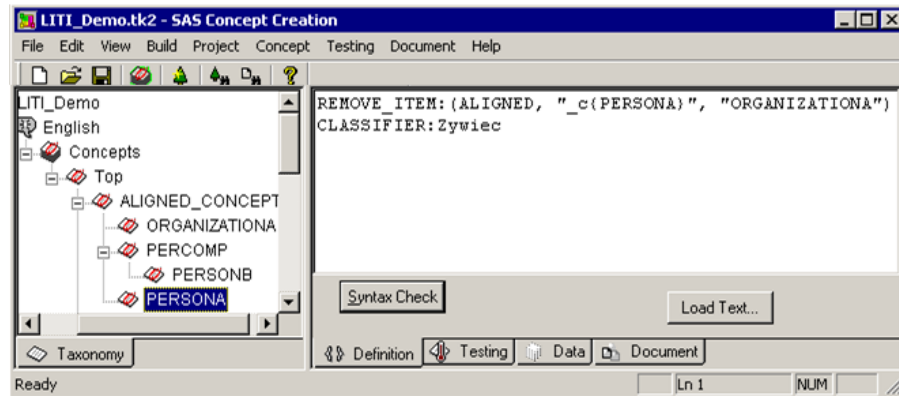 LITI_Demo.tk2 - SAS Concept Creation
File Edit View Build Project Concept Testing Document Help
LITI_Demo
English
Concepts
Top
ALIGNED_CONCEPT
ORGANIZATIONA
PERCOMP
PERSONB
PERSONA
Taxonomy
REMOVE_ITEM:(ALIGNED, "_c{PERSONA}", "ORGANIZATIONA")
CLASSIFIER:Zywiec
Syntax Check
Load Text...
Definition Testing Data Document
Ready Ln 1 NUM